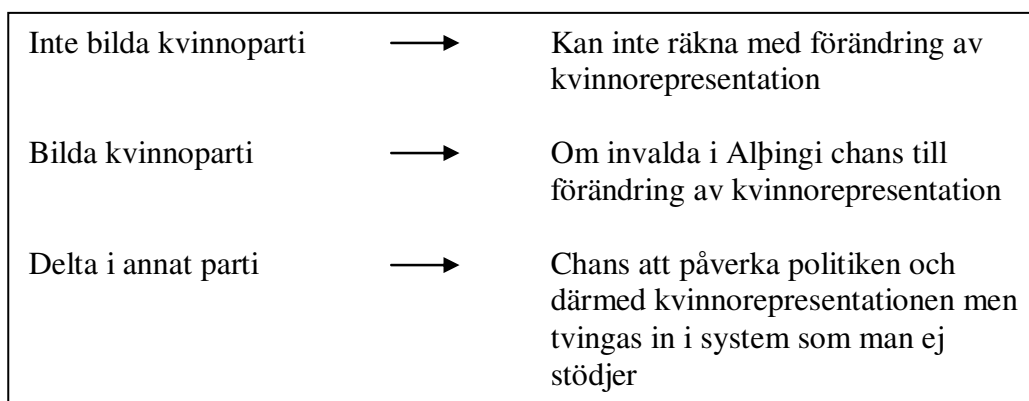 Inte bilda kvinnoparti → Kan inte räkna med förändring av
kvinnorepresentation
Bilda kvinnoparti → Om invalda i Alþingi chans till
förändring av kvinnorepresentation
Delta i annat parti → Chans att påverka politiken och
därmed kvinnorepresentationen men
tvingas in i system som man ej
stödjer